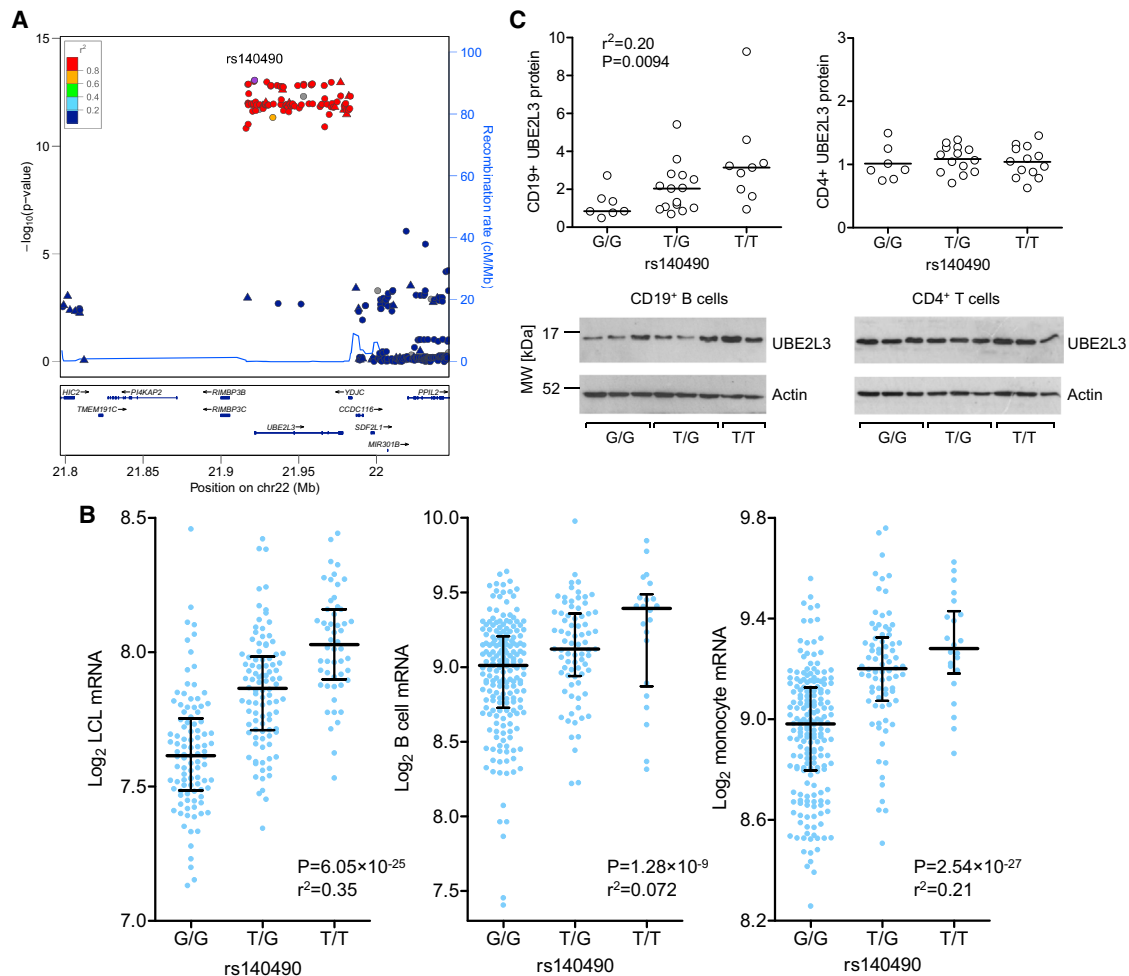 A
15
10
5
0
−log10(p−value)
r2
0.8
0.6
0.4
0.2
rs140490
100
80
60
40
20
0
Recombination rate (cM/Mb)
HIC2
PI4KAP2
RIMBP3B
YDJC
PPIL2
TMEM191C
RIMBP3C
CCDC116
UBE2L3
SDF2L1
MIR301B
21.8
21.85
21.9
21.95
22
Position on chr22 (Mb)
C
CD19+ UBE2L3 protein
10
8
6
4
2
0
r2=0.20
P=0.0094
G/G
T/G
T/T
rs140490
CD4+ UBE2L3 protein
3
2
1
0
G/G
T/G
T/T
rs140490
CD19+ B cells
CD4+ T cells
MW [kDa]
17
52
UBE2L3
UBE2L3
Actin
Actin
G/G
T/G
T/T
G/G
T/G
T/T
B
Log2 LCL mRNA
8.5
8.0
7.5
7.0
P=6.05×10-25
r2=0.35
G/G
T/G
T/T
rs140490
Log2 B cell mRNA
10.0
9.5
9.0
8.5
8.0
7.5
P=1.28×10-9
r2=0.072
G/G
T/G
T/T
rs140490
Log2 monocyte mRNA
9.8
9.4
9.0
8.6
8.2
P=2.54×10-27
r2=0.21
G/G
T/G
T/T
rs140490